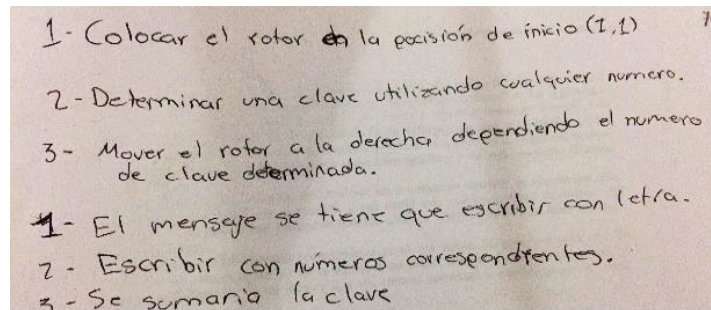 1- Colocar el rotor en la pocisión de inicio (1,1)
2- Determinar una clave utilizando cualquier numero.
3- Mover el rotor a la derecha dependiendo el numero
de clave determinada.
1- El mensaje se tiene que escribir con letra.
2- Escribir con números correspondientes.
3- Se sumaria la clave